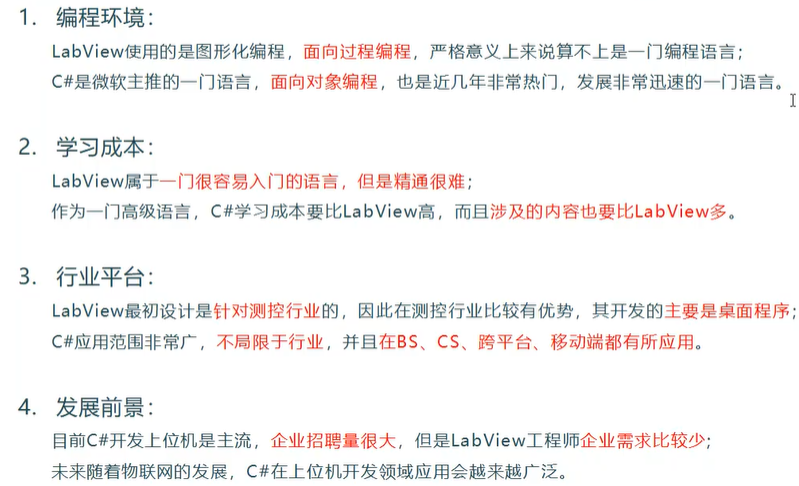 1. 编程环境：
LabView使用的是图形化编程，面向过程编程，严格意义上来说算不上是一门编程语言；
C#是微软主推的一门语言，面向对象编程，也是近几年非常热门，发展非常迅速的一门语言。
2. 学习成本：
LabView属于一门很容易入门的语言，但是精通很难；
作为一门高级语言，C#学习成本要比LabView高，而且涉及的内容也要比LabView多。
3. 行业平台：
LabView最初设计是针对测控行业的，因此在测控行业比较有优势，其开发的主要是桌面程序；
C#应用范围非常广，不局限于行业，并且在BS、CS、跨平台、移动端都有所应用。
4. 发展前景：
目前C#开发上位机是主流，企业招聘量很大，但是LabView工程师企业需求比较少；
未来随着物联网的发展，C#在上位机开发领域应用会越来越广泛。